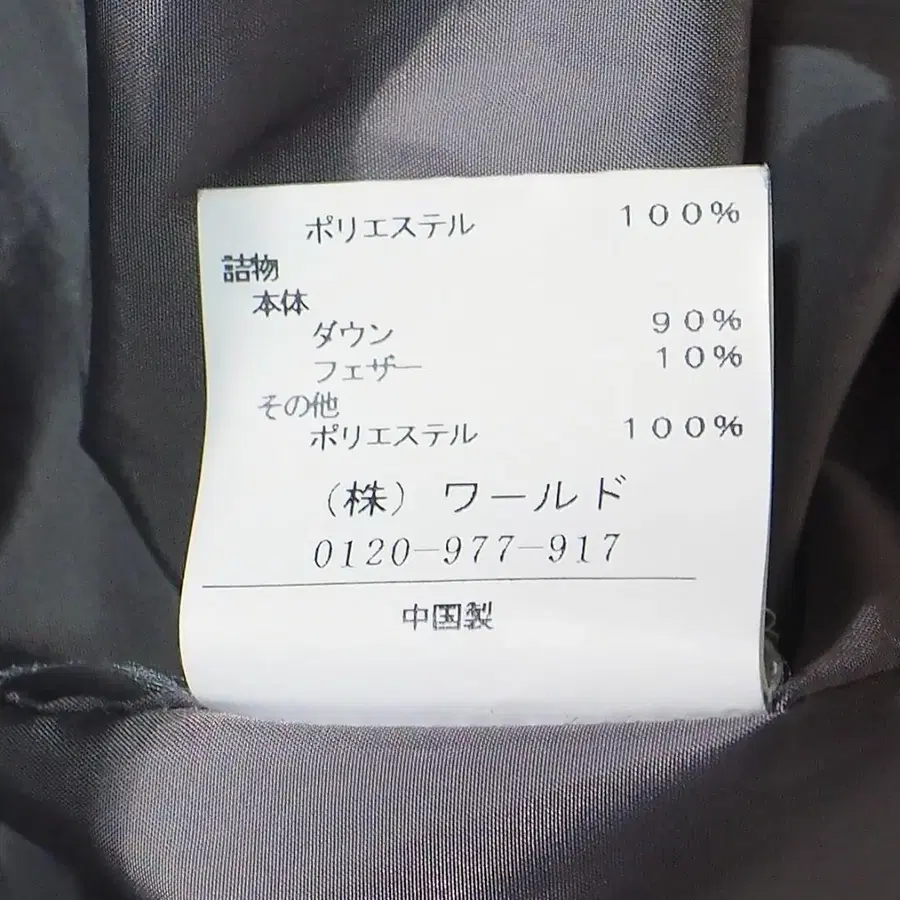 ポリエステル 100%
詰物
本体
ダウン 90%
フェザー 10%
その他
ポリエステル 100%
(株) ワールド
0120-977-917
中国製